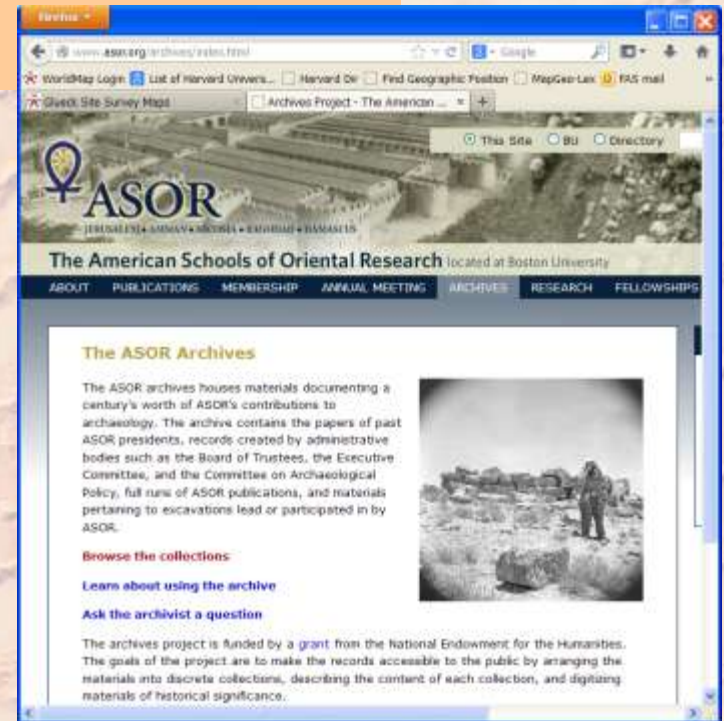 Firefox
www.asor.org/archives/index.html
Google
WorldMap Login List of Harvard Univers... Harvard Dir Find Geographic Position MapGeo-Lex FAS mail
Glueck Site Survey Maps Archives Project - The American ...
This Site BU Directory
ASOR
JERUSALEM • AMMAN • NICOSIA • BAGHDAD • DAMASCUS
The American Schools of Oriental Research located at Boston University
ABOUT PUBLICATIONS MEMBERSHIP ANNUAL MEETING ARCHIVES RESEARCH FELLOWSHIPS
The ASOR Archives
The ASOR archives houses materials documenting a
century's worth of ASOR's contributions to
archaeology. The archive contains the papers of past
ASOR presidents, records created by administrative
bodies such as the Board of Trustees, the Executive
Committee, and the Committee on Archaeological
Policy, full runs of ASOR publications, and materials
pertaining to excavations lead or participated in by
ASOR.
Browse the collections
Learn about using the archive
Ask the archivist a question
The archives project is funded by a grant from the National Endowment for the Humanities.
The goals of the project are to make the records accessible to the public by arranging the
materials into discrete collections, describing the content of each collection, and digitizing
materials of historical significance.